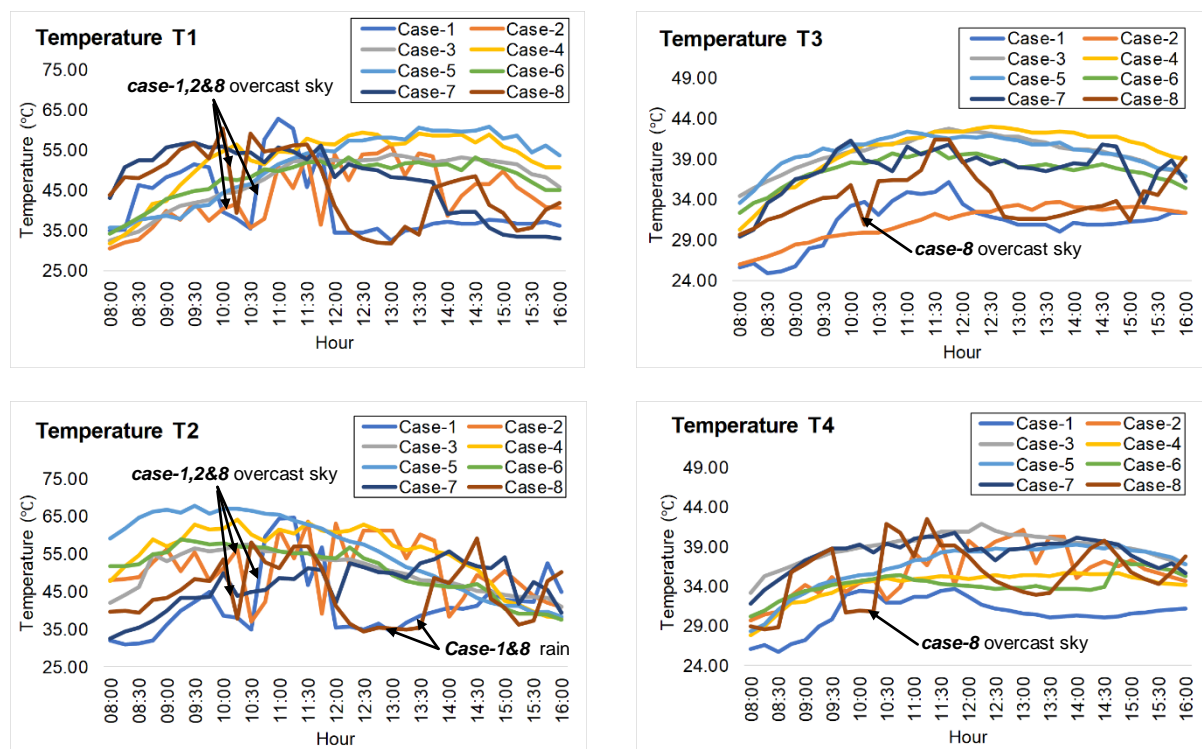 Temperature T1
Case-1 Case-2
Case-3 Case-4
Case-5 Case-6
Case-7 Case-8
case-1,2&8 overcast sky
Temperature (°C)
75.00
65.00
55.00
45.00
35.00
25.00
08:00 08:30 09:00 09:30 10:00 10:30 11:00 11:30 12:00 12:30 13:00 13:30 14:00 14:30 15:00 15:30 16:00
Hour
Temperature T3
Case-1 Case-2
Case-3 Case-4
Case-5 Case-6
Case-7 Case-8
Temperature (°C)
49.00
44.00
39.00
34.00
29.00
24.00
case-8 overcast sky
08:00 08:30 09:00 09:30 10:00 10:30 11:00 11:30 12:00 12:30 13:00 13:30 14:00 14:30 15:00 15:30 16:00
Hour
Temperature T2
Case-1 Case-2
Case-3 Case-4
Case-5 Case-6
Case-7 Case-8
case-1,2&8 overcast sky
Temperature (°C)
75.00
65.00
55.00
45.00
35.00
25.00
Case-1&8 rain
08:00 08:30 09:00 09:30 10:00 10:30 11:00 11:30 12:00 12:30 13:00 13:30 14:00 14:30 15:00 15:30 16:00
Hour
Temperature T4
Case-1 Case-2
Case-3 Case-4
Case-5 Case-6
Case-7 Case-8
Temperature (°C)
49.00
44.00
39.00
34.00
29.00
24.00
case-8 overcast sky
08:00 08:30 09:00 09:30 10:00 10:30 11:00 11:30 12:00 12:30 13:00 13:30 14:00 14:30 15:00 15:30 16:00
Hour